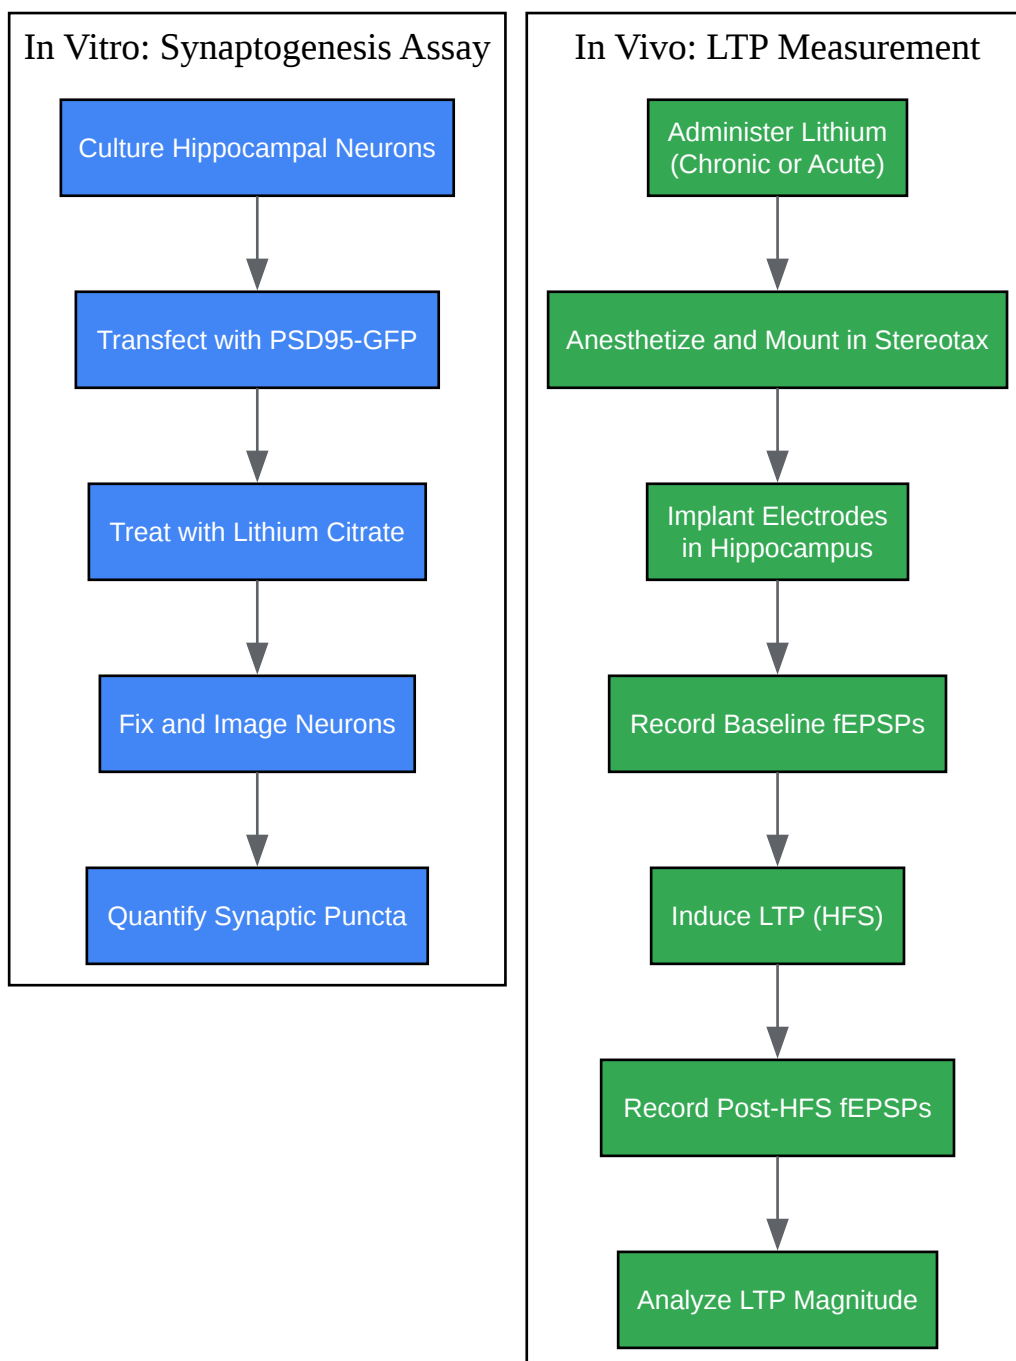 In Vitro: Synaptogenesis Assay
Culture Hippocampal Neurons
Transfect with PSD95-GFP
Treat with Lithium Citrate
Fix and Image Neurons
Quantify Synaptic Puncta
In Vivo: LTP Measurement
Administer Lithium
(Chronic or Acute)
Anesthetize and Mount in Stereotax
Implant Electrodes
in Hippocampus
Record Baseline fEPSPs
Induce LTP (HFS)
Record Post-HFS fEPSPs
Analyze LTP Magnitude